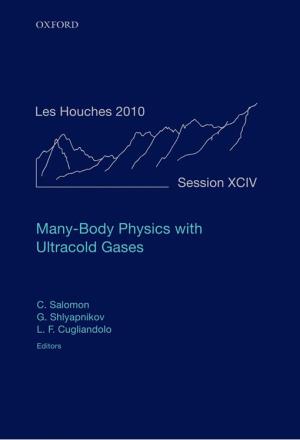 OXFORD
Les Houches 2010
Session XCIV
Many-Body Physics with
Ultracold Gases
C. Salomon
G. Shlyapnikov
L. F. Cugliandolo
Editors